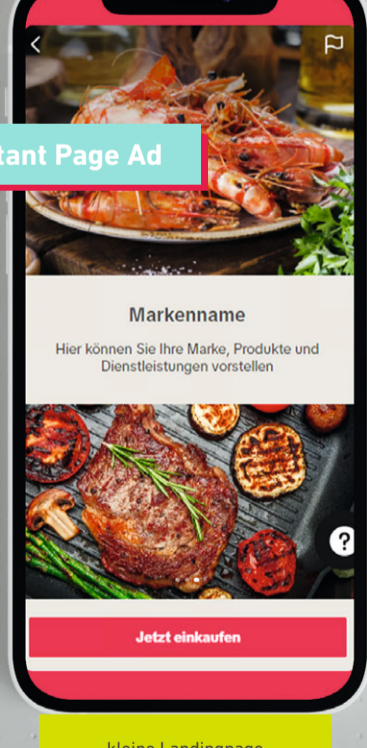 tant Page Ad
Markenname
Hier können Sie Ihre Marke, Produkte und
Dienstleistungen vorstellen
?
Jetzt einkaufen
kleine Landingpage